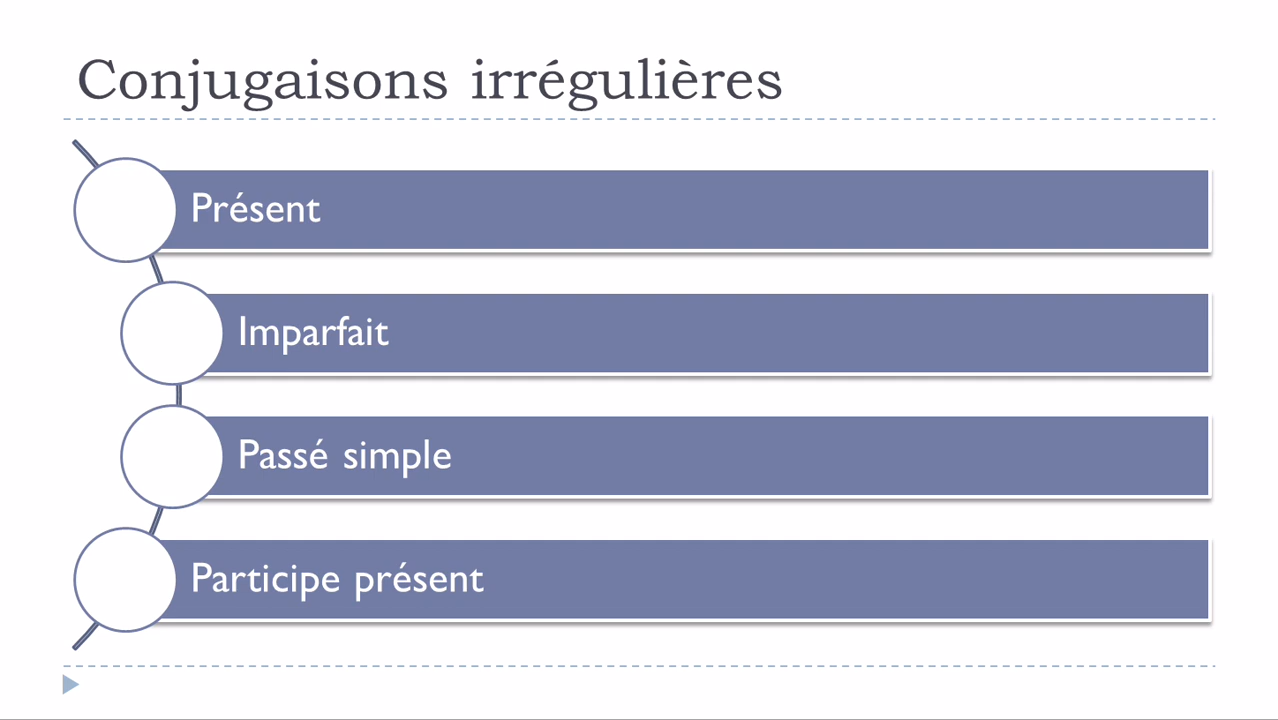 Conjugaisons irrégulières
Présent
Imparfait
Passé simple
Participe présent